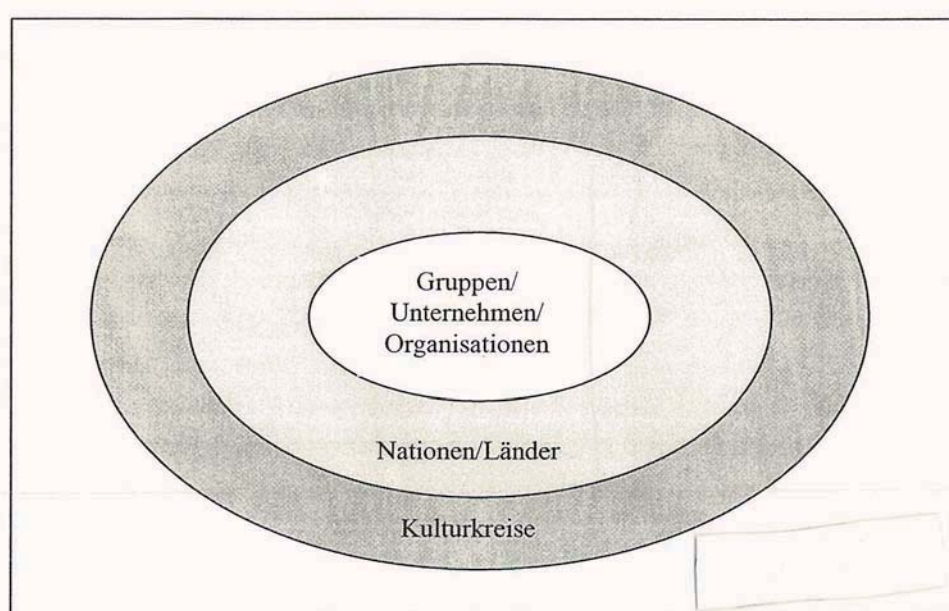 Gruppen/
Unternehmen/
Organisationen
Nationen/Länder
Kulturkreise